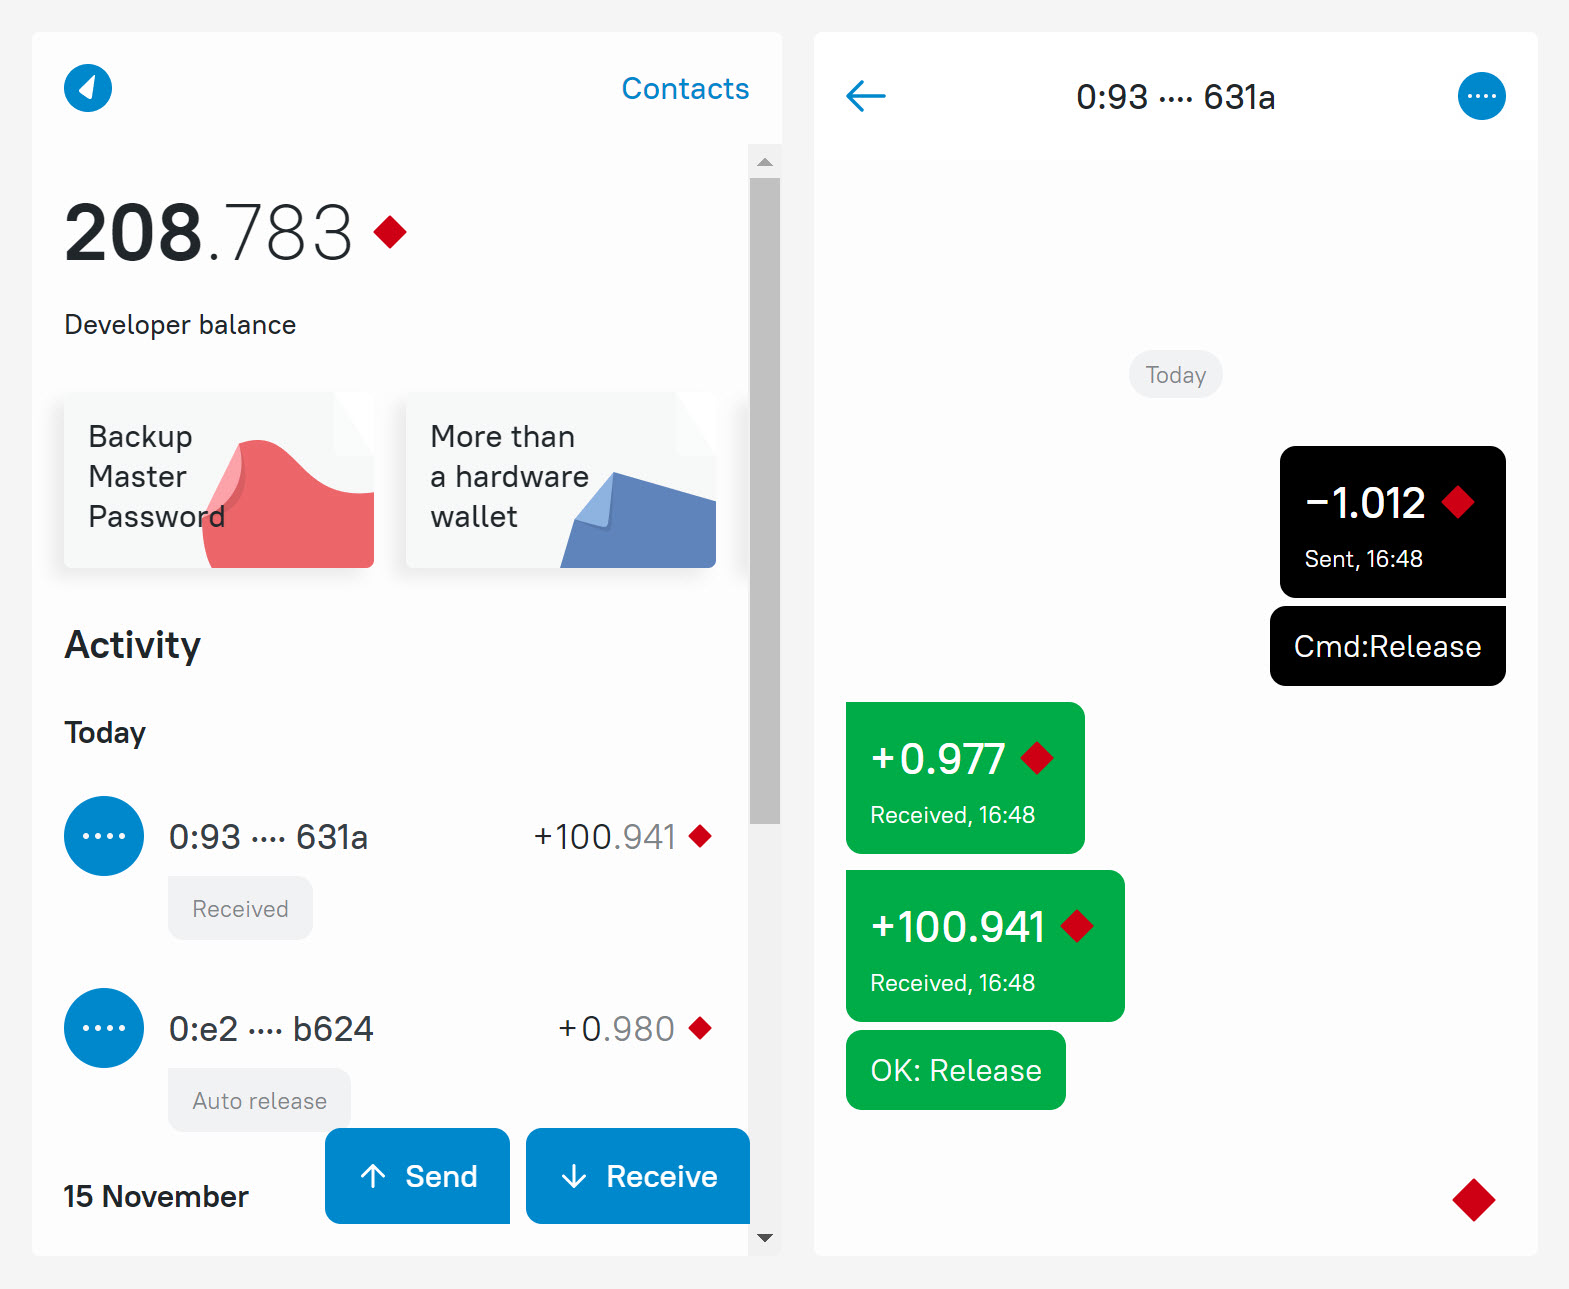 Contacts
208.783
Developer balance
Backup
Master
Password
More than
a hardware
wallet
Activity
Today
0:93 ···· 631a
+100.941
Received
0:e2 ···· b624
+0.980
Auto release
15 November
Send
Receive
0:93 ···· 631a
Today
−1.012
Sent, 16:48
Cmd:Release
+0.977
Received, 16:48
+100.941
Received, 16:48
OK: Release